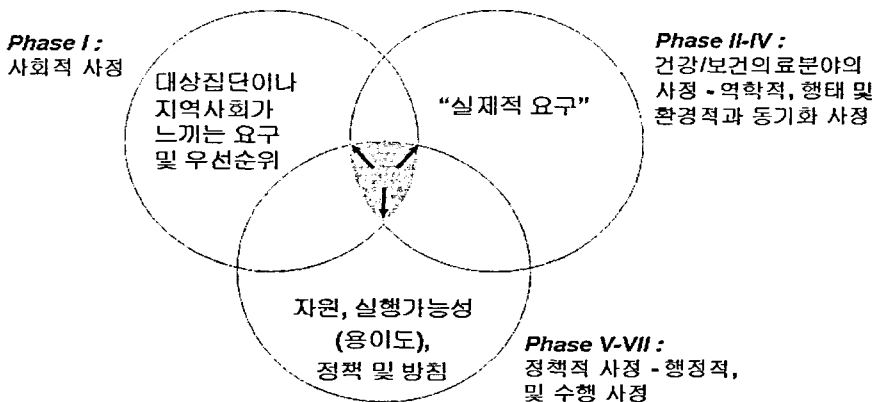 Phase I :
사회적 사정
대상집단이나
지역사회가
느끼는 요구
및 우선순위
“실제적 요구”
Phase II-IV :
건강/보건의료분야의
사정 - 역학적, 행태 및
환경적과 동기화 사정
자원, 실행가능성
(용이도),
정책 및 방침
Phase V-VII :
정책적 사정 - 행정적,
및 수행 사정